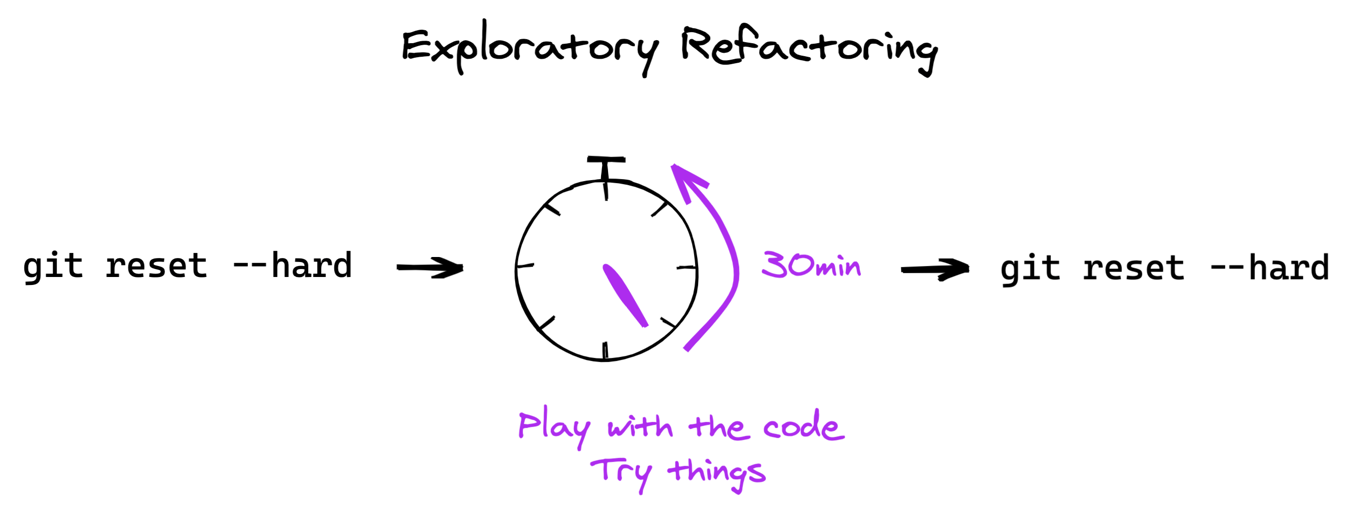 Exploratory Refactoring
git reset --hard
30min
git reset --hard
Play with the code
Try things